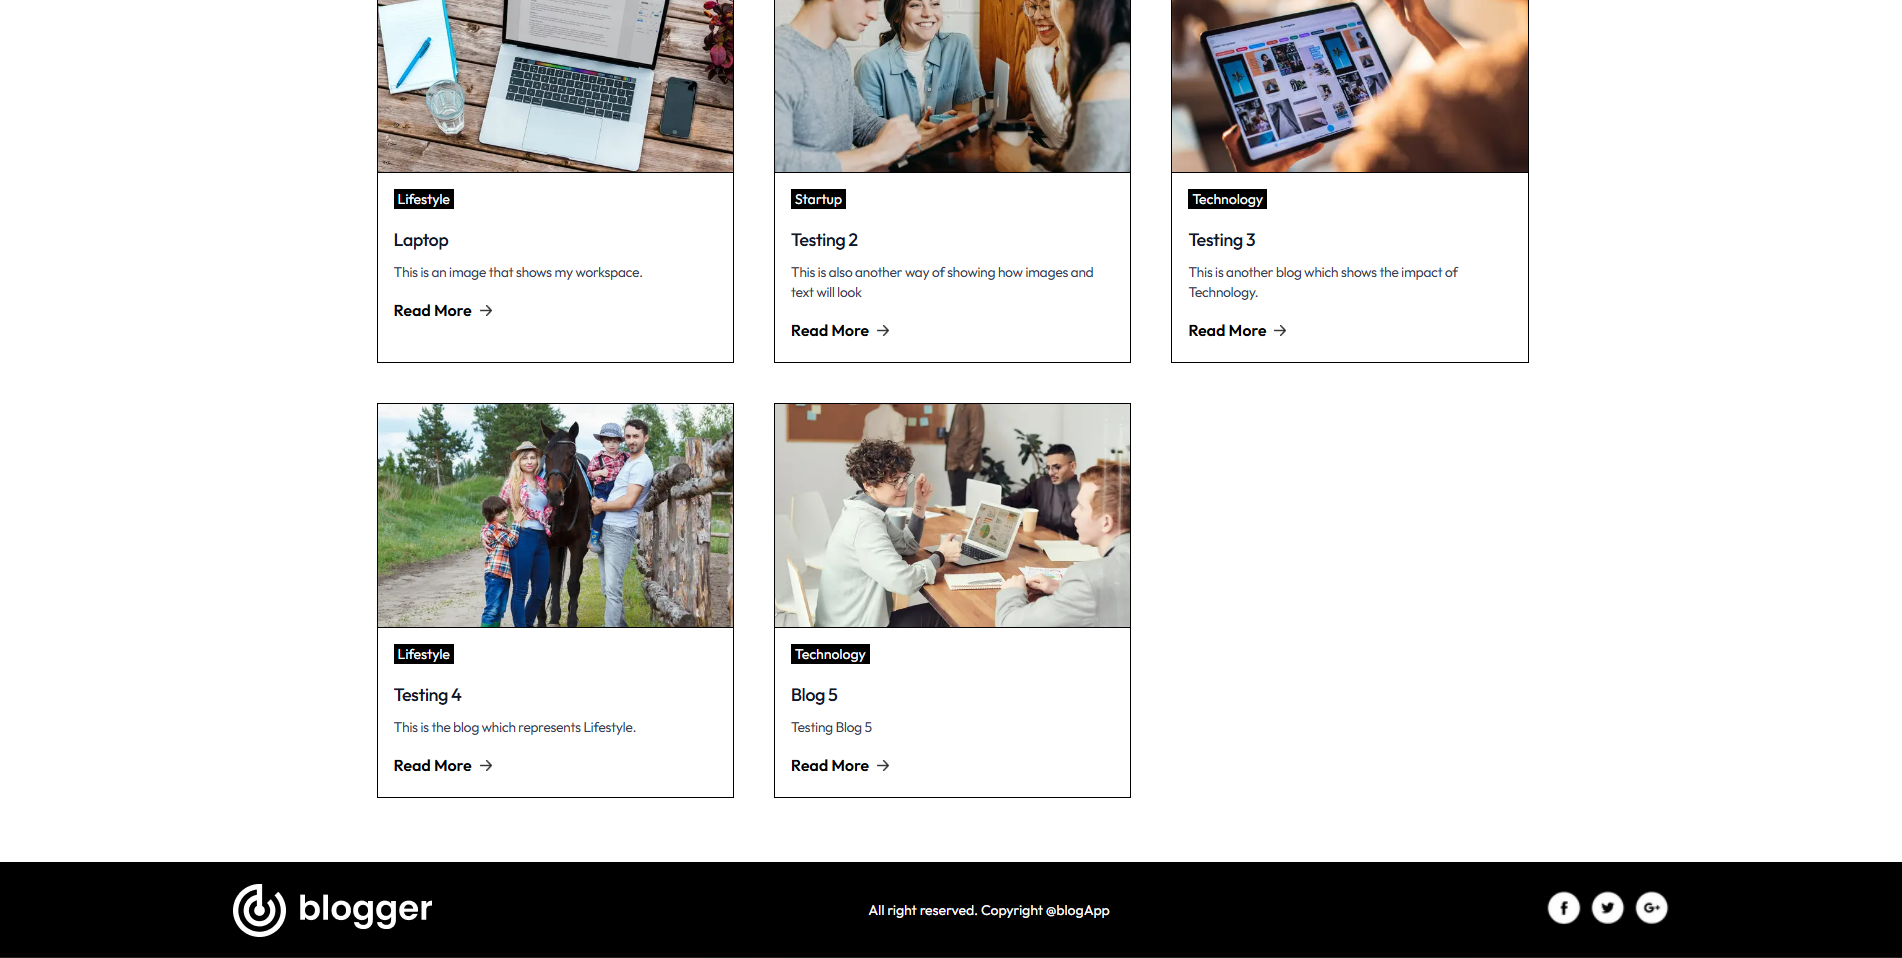 Lifestyle
Laptop
This is an image that shows my workspace.
Read More
Startup
Testing 2
This is also another way of showing how images and
text will look
Read More
Technology
Testing 3
This is another blog which shows the impact of
Technology.
Read More
Lifestyle
Testing 4
This is the blog which represents Lifestyle.
Read More
Technology
Blog 5
Testing Blog 5
Read More
blogger
All right reserved. Copyright @blogApp
f
G+